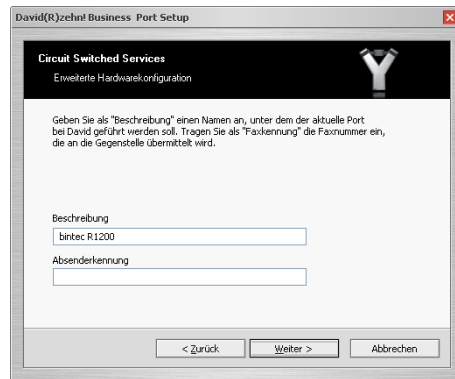 David(R)zehn! Business Port Setup
Circuit Switched Services
Erweiterte Hardwarekonfiguration
Geben Sie als "Beschreibung" einen Namen an, unter dem der aktuelle Port
bei David geführt werden soll. Tragen Sie als "Faxkennung" die Faxnummer ein,
die an die Gegenstelle übermittelt wird.
Beschreibung
bintec R1200
Absenderkennung
< Zurück Weiter > Abbrechen